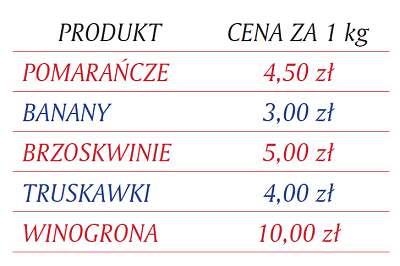 PRODUKT CENA ZA 1 kg
POMARAŃCZE 4,50 zł
BANANY 3,00 zł
BRZOSKWINIE 5,00 zł
TRUSKAWKI 4,00 zł
WINOGRONA 10,00 zł